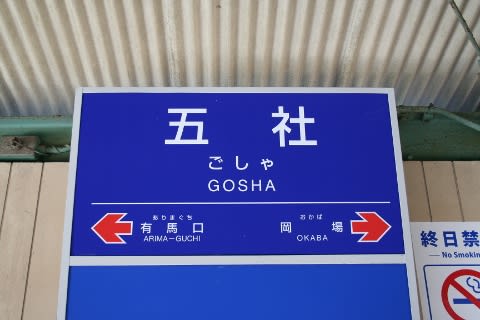 五 社
ごしゃ
GOSHA
ありまぐち おかば
有馬口 岡 場
ARIMA-GUCHI OKABA
終日禁
No Smokin